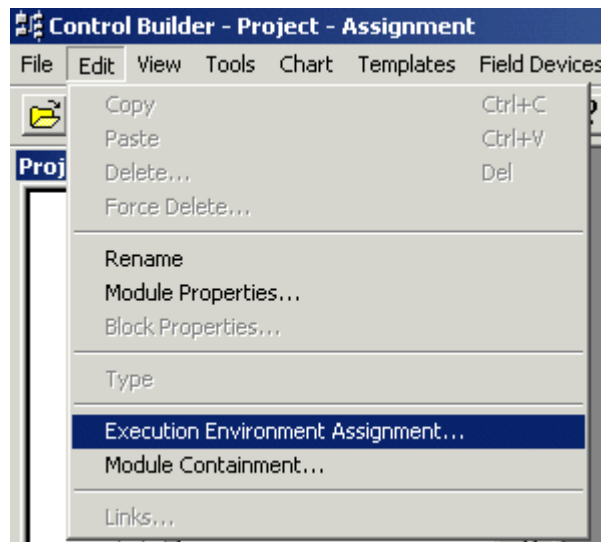 Control Builder - Project - Assignment
File Edit View Tools Chart Templates Field Devices
Copy Ctrl+C
Paste Ctrl+V
Proj
Delete... Del
Force Delete...
Rename
Module Properties...
Block Properties...
Type
Execution Environment Assignment...
Module Containment...
Links...